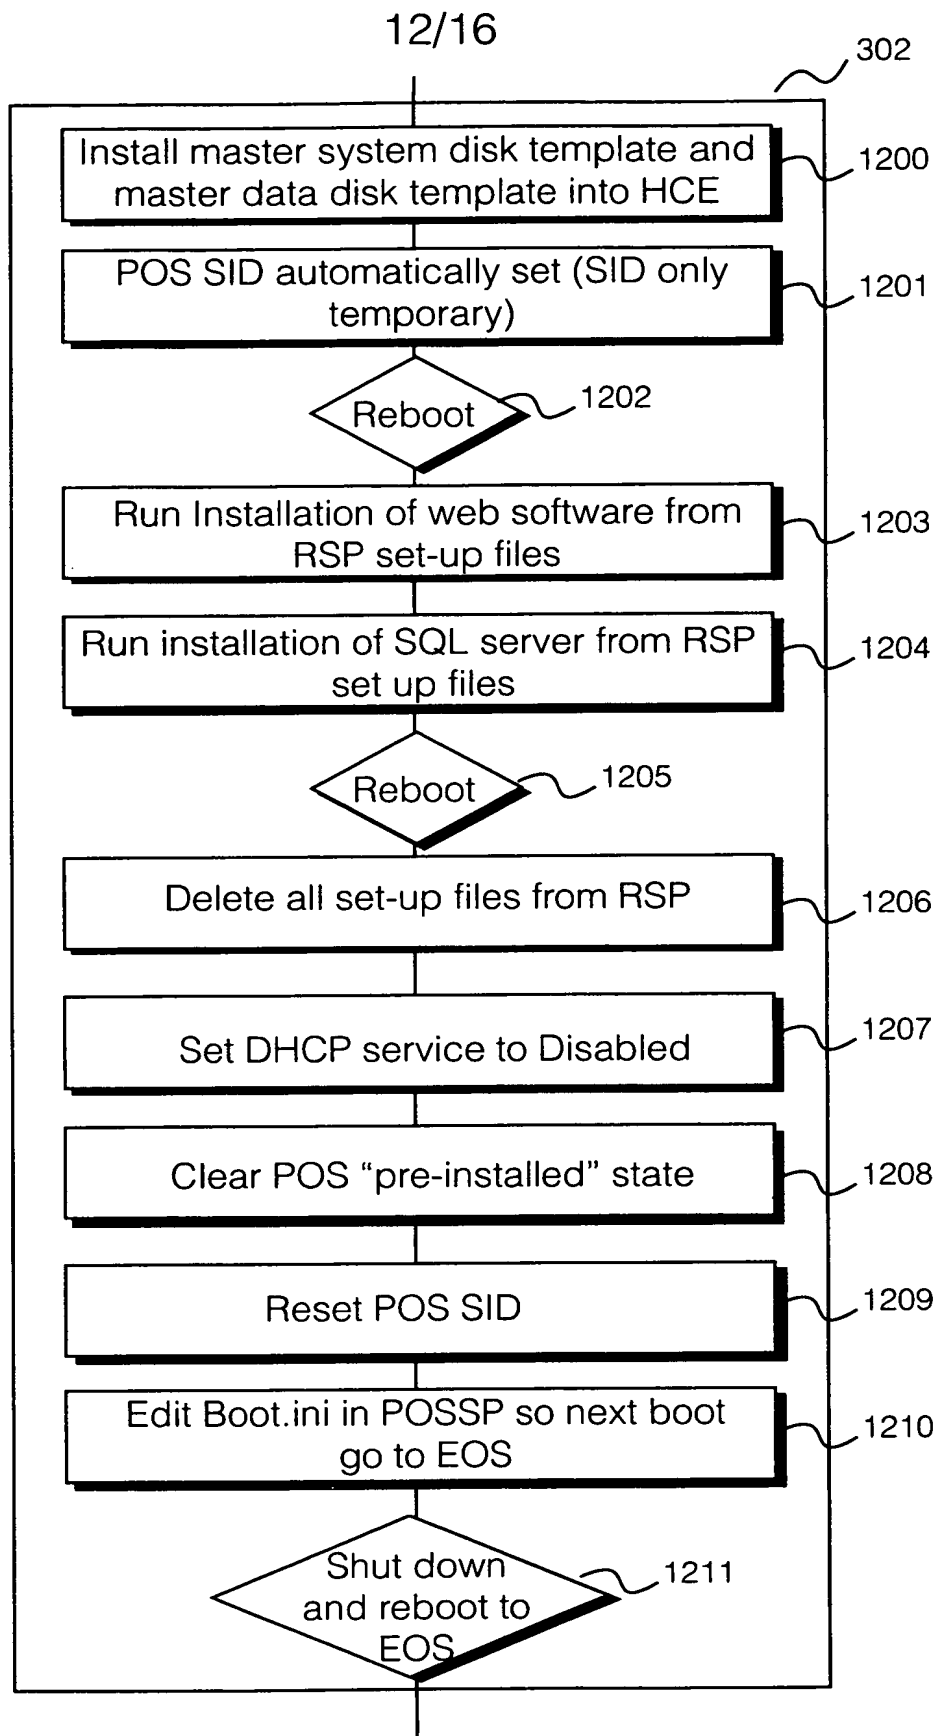 12/16
302
Install master system disk template and
master data disk template into HCE
1200
POS SID automatically set (SID only
temporary)
1201
Reboot
1202
Run Installation of web software from
RSP set-up files
1203
Run installation of SQL server from RSP
set up files
1204
Reboot
1205
Delete all set-up files from RSP
1206
Set DHCP service to Disabled
1207
Clear POS “pre-installed” state
1208
Reset POS SID
1209
Edit Boot.ini in POSSP so next boot
go to EOS
1210
Shut down
and reboot to
EOS
1211